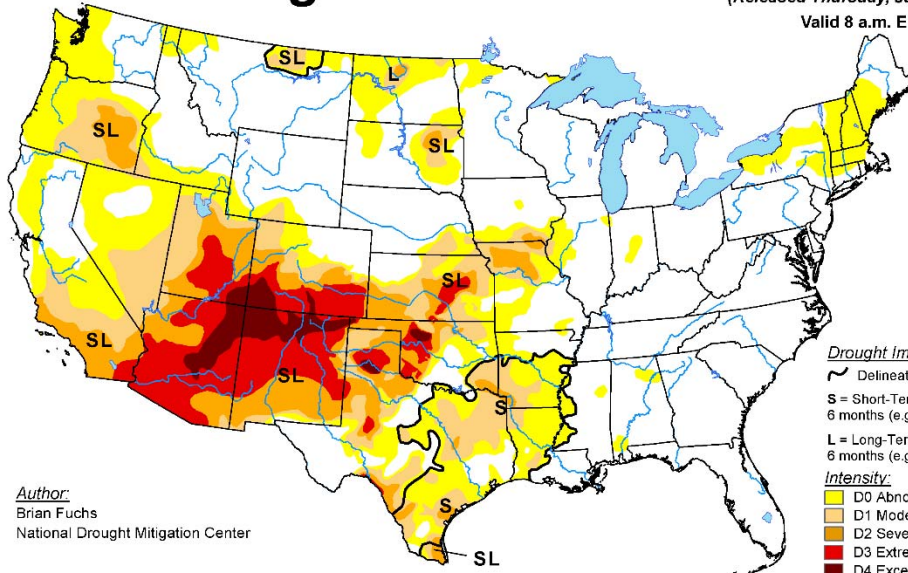 (Released Thursday, 
Valid 8 a.m. E
SL
L
SL
SL
SL
SL
SL
S
S
SL
Author:
Brian Fuchs
National Drought Mitigation Center
Drought Im
Delineat
S = Short-Ter
6 months (e.g
L = Long-Ter
6 months (e.g
Intensity:
D0 Abno
D1 Mode
D2 Seve
D3 Extre
D4 Exce